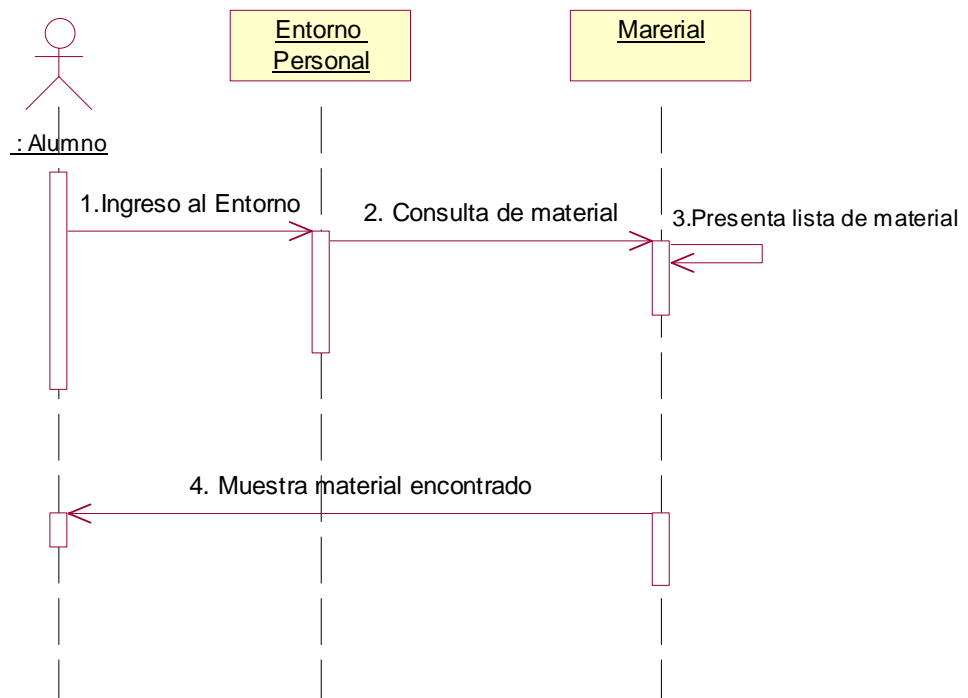 Entorno
Personal
Marerial
: Alumno
1.Ingreso al Entorno
2. Consulta de material
3.Presenta lista de material
4. Muestra material encontrado